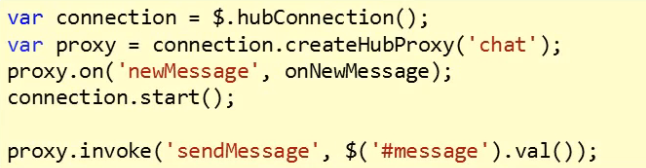 var connection = $.hubConnection();
var proxy = connection.createHubProxy('chat');
proxy.on('newMessage', onNewMessage);
connection.start();
proxy.invoke('sendMessage', $('#message').val());